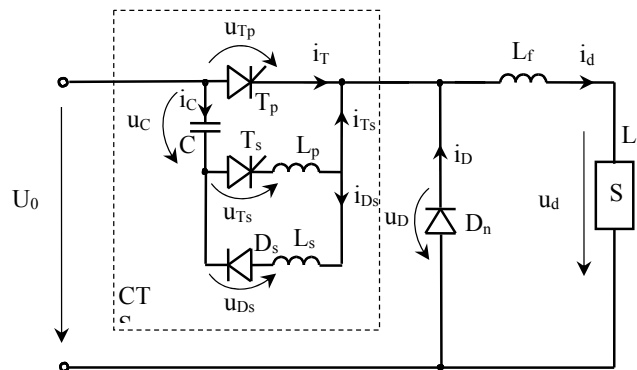 u_Tp
i_T
L_f
i_d
i_C
T_p
u_C
C
T_s
L_p
i_Ts
L
U_0
u_Ts
i_Ds
i_D
u_D
D_n
u_d
S
D_s
L_s
u_Ds
CT
S